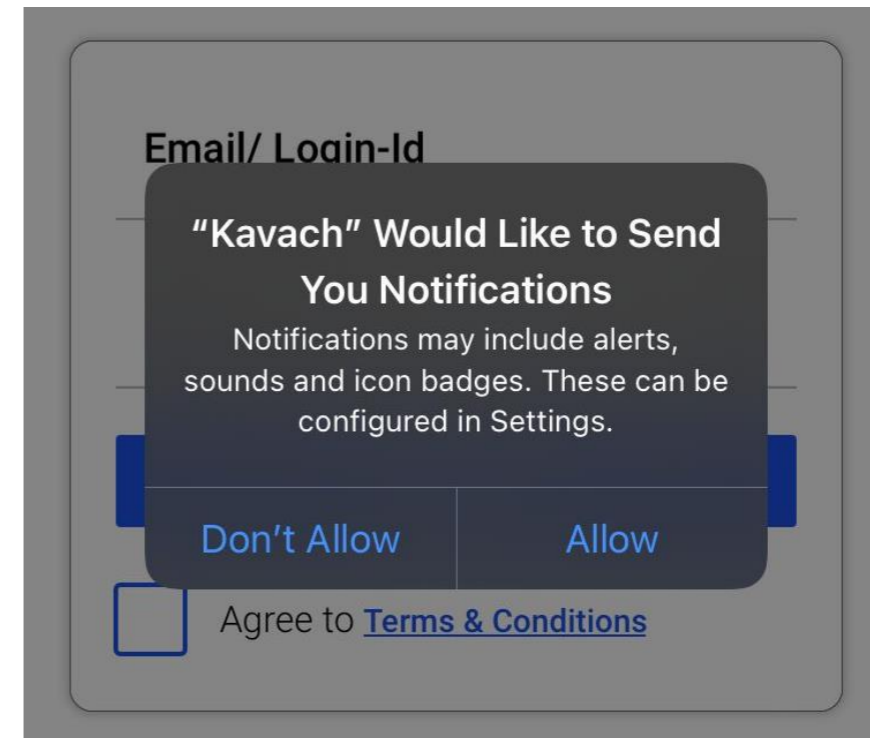 Email/ Login-Id
“Kavach” Would Like to Send
You Notifications
Notifications may include alerts,
sounds and icon badges. These can be
configured in Settings.
Don’t Allow
Allow
Agree to Terms & Conditions